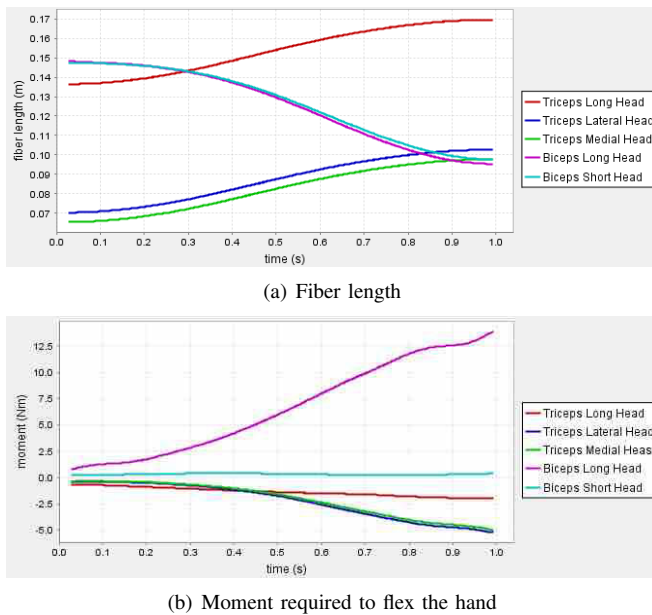 0.17
0.16
0.15
0.14
0.13
0.12
0.11
0.10
0.09
0.08
0.07
fiber length (m)
0.0 0.1 0.2 0.3 0.4 0.5 0.6 0.7 0.8 0.9 1.0
time (s)
Triceps Long Head
Triceps Lateral Head
Triceps Medial Head
Biceps Long Head
Biceps Short Head
(a) Fiber length
12.5
10.0
7.5
5.0
2.5
0.0
-2.5
-5.0
moment (Nm)
0.0 0.1 0.2 0.3 0.4 0.5 0.6 0.7 0.8 0.9 1.0
time (s)
Triceps Long Head
Triceps Lateral Head
Triceps Medial Heas
Biceps Long Head
Biceps Short Head
(b) Moment required to flex the hand